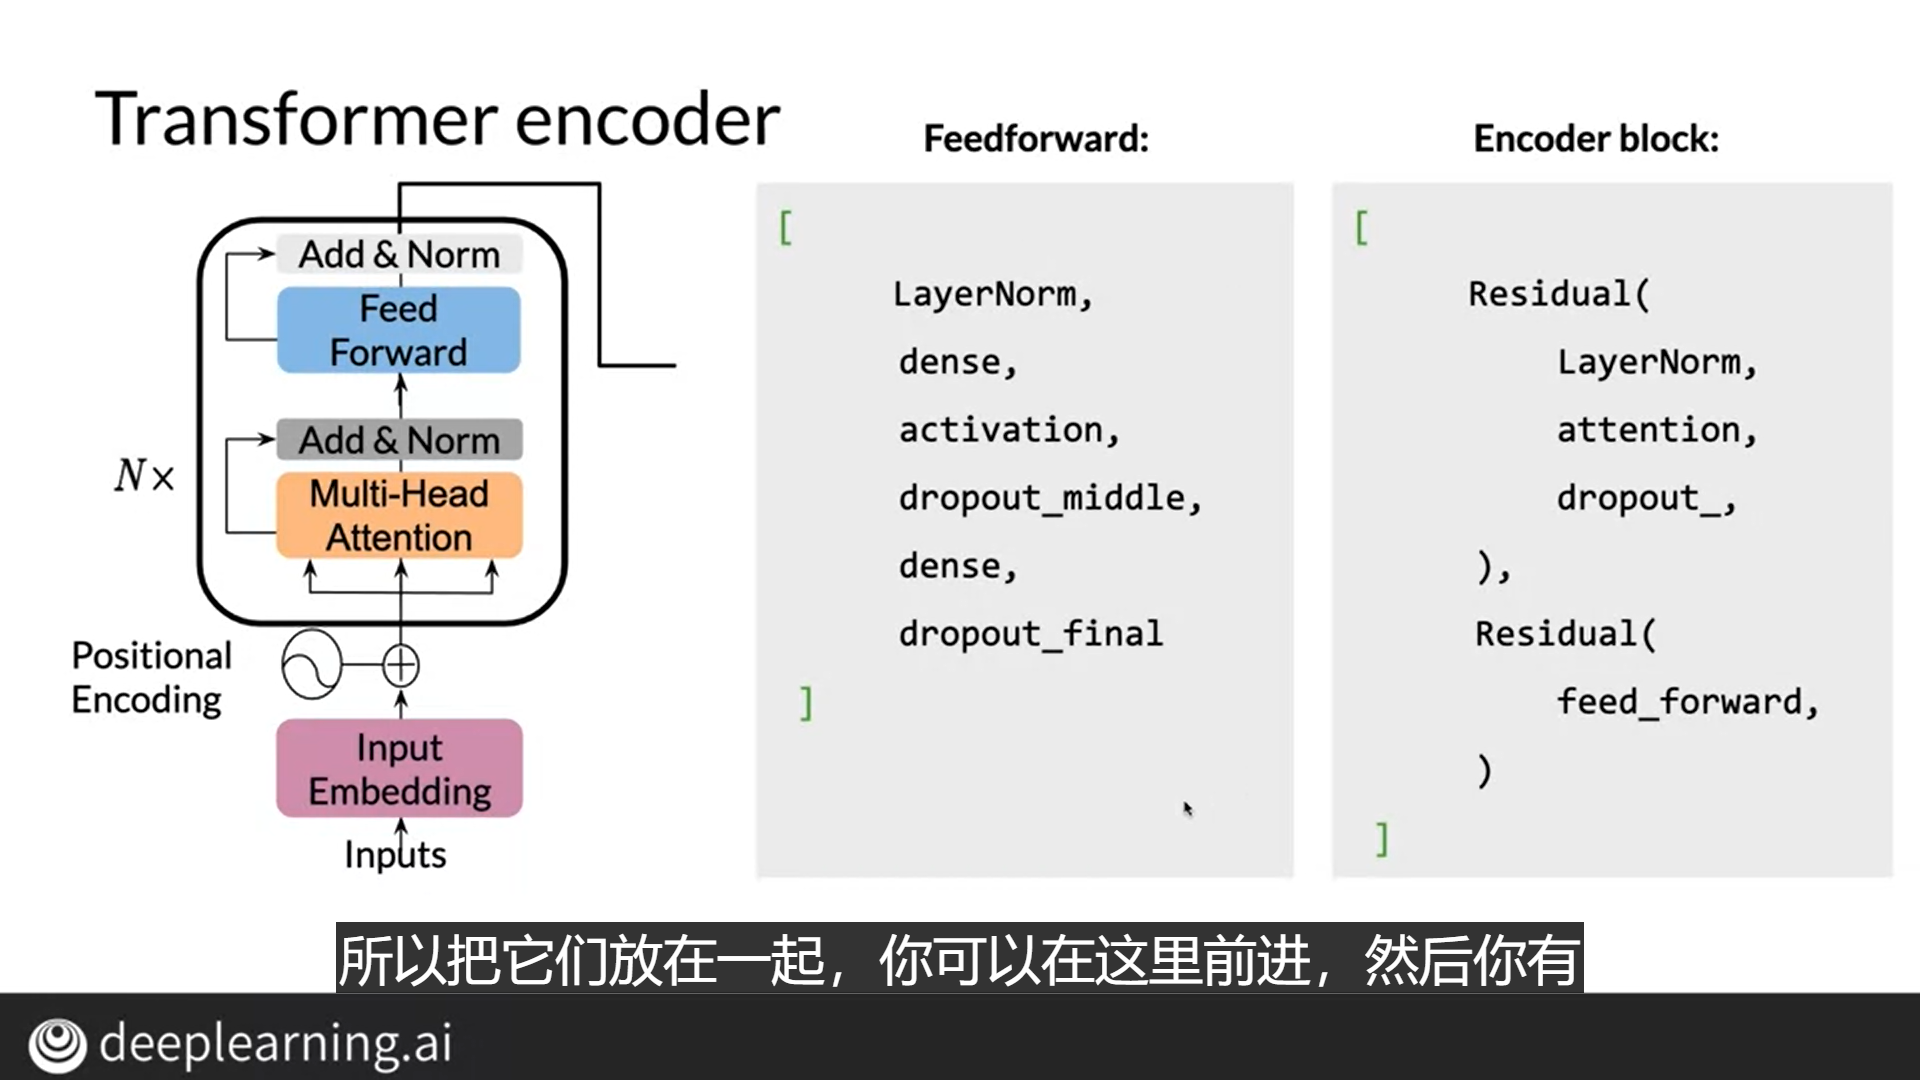 Transformer encoder
Add & Norm
Feed
Forward
Add & Norm
Multi-Head
Attention
N×
Positional
Encoding
Input
Embedding
Inputs
Feedforward:
[
LayerNorm,
dense,
activation,
dropout_middle,
dense,
dropout_final
]
Encoder block:
[
Residual(
LayerNorm,
attention,
dropout_,
),
Residual(
feed_forward,
)
]
所以把它们放在一起，你可以在这里前进，然后你有
deeplearning.ai